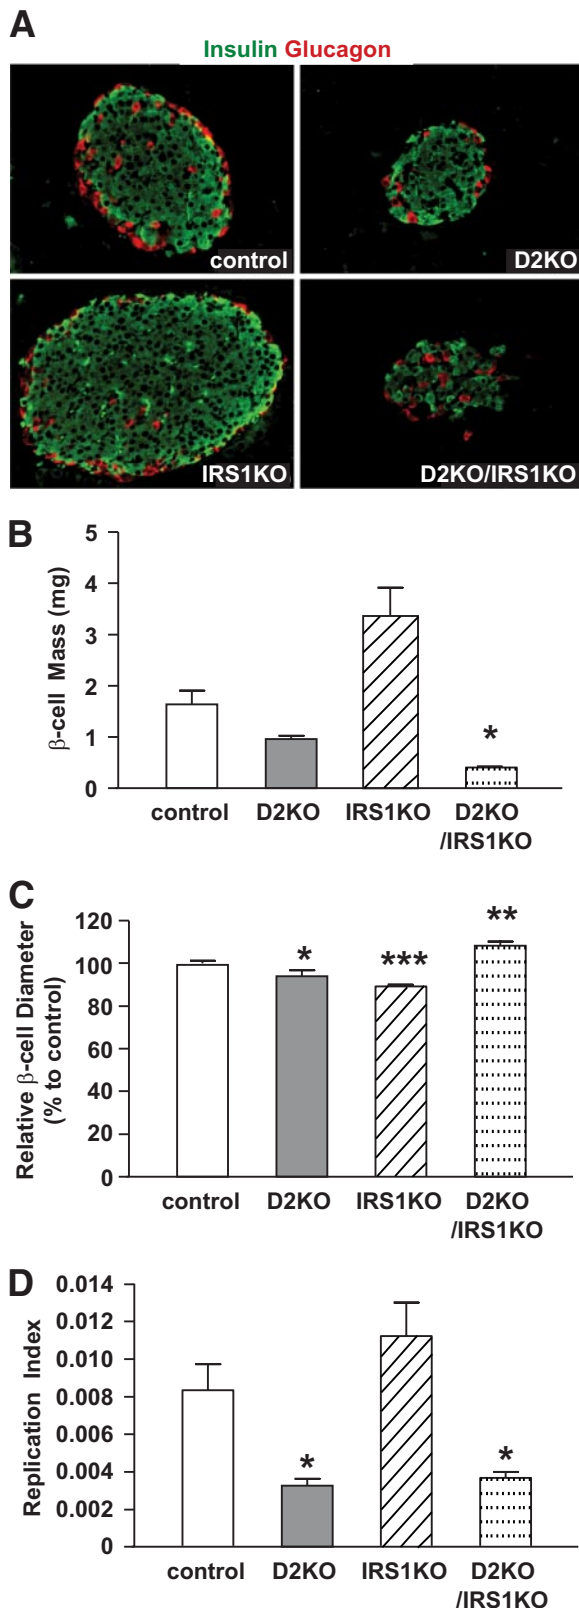 A
Insulin Glucagon
control
D2KO
IRS1KO
D2KO/IRS1KO
B
β-cell Mass (mg)
5
4
3
2
1
0
*
control
D2KO
IRS1KO
D2KO
/IRS1KO
C
Relative β-cell Diameter
(% to control)
120
100
80
60
40
20
0
*
***
**
control
D2KO
IRS1KO
D2KO
/IRS1KO
D
Replication Index
0.014
0.012
0.010
0.008
0.006
0.004
0.002
0
*
*
control
D2KO
IRS1KO
D2KO
/IRS1KO